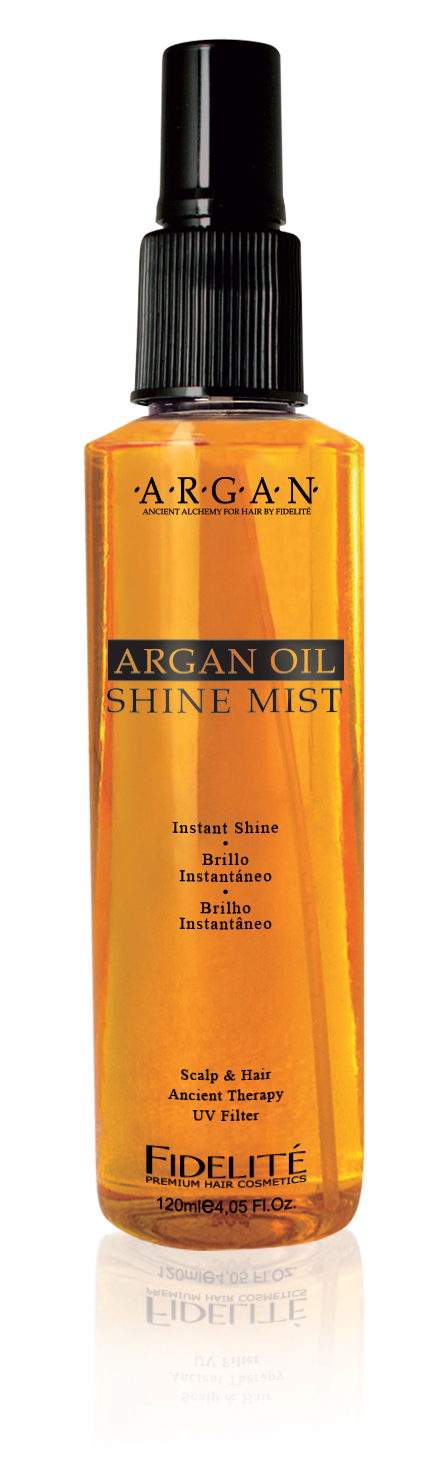 ·A·R·G·A·N·
ANCIENT ALCHEMY FOR HAIR BY FIDELITÉ
ARGAN OIL
SHINE MIST
Instant Shine
•
Brillo
Instantáneo
•
Brilho
Instantâneo
Scalp & Hair
Ancient Therapy
UV Filter
FIDELITÉ
PREMIUM HAIR COSMETICS
120ml℮4,05 Fl.Oz.